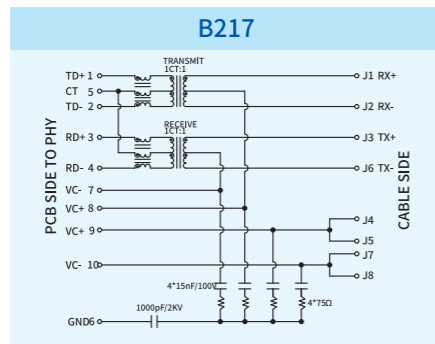 B217
TRANSMİT
1CT:1
TD+ 1
J1 RX+
CT 5
TD- 2
J2 RX-
RECEIVE
1CT:1
RD+ 3
J3 TX+
RD- 4
J6 TX-
VC- 7
VC+ 8
VC+ 9
J4
J5
VC- 10
J7
J8
4*15nF/100V
4*75Ω
1000pF/2KV
GND6
PCB SIDE TO PHY
CABLE SIDE